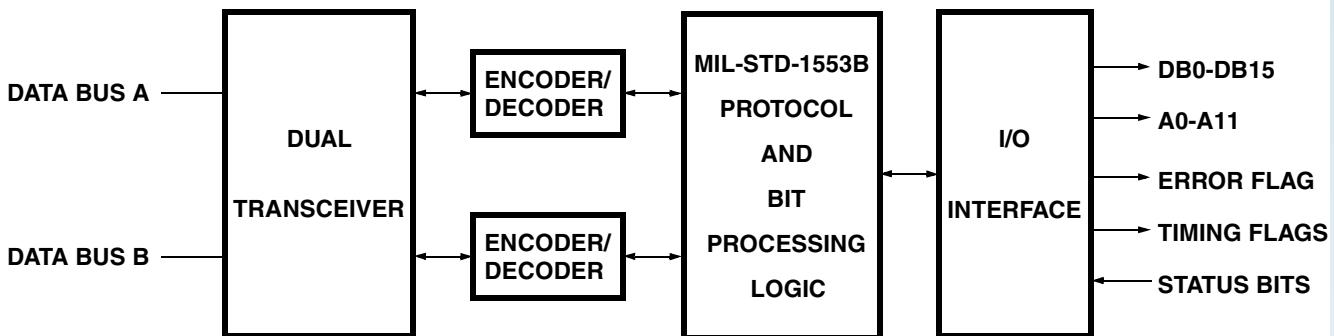 DATA BUS A
DATA BUS B
DUAL
TRANSCEIVER
ENCODER/
DECODER
ENCODER/
DECODER
MIL-STD-1553B
PROTOCOL
AND
BIT
PROCESSING
LOGIC
I/O
INTERFACE
DB0-DB15
A0-A11
ERROR FLAG
TIMING FLAGS
STATUS BITS